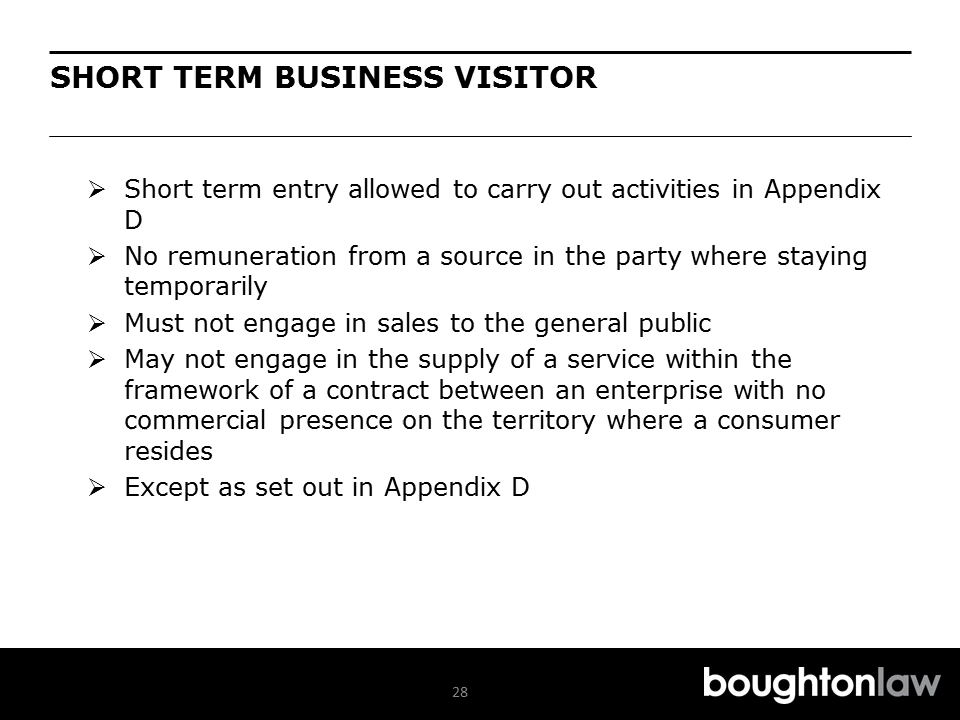 SHORT TERM BUSINESS VISITOR
➢ Short term entry allowed to carry out activities in Appendix
D
➢ No remuneration from a source in the party where staying
temporarily
➢ Must not engage in sales to the general public
➢ May not engage in the supply of a service within the
framework of a contract between an enterprise with no
commercial presence on the territory where a consumer
resides
➢ Except as set out in Appendix D
28
boughtonlaw